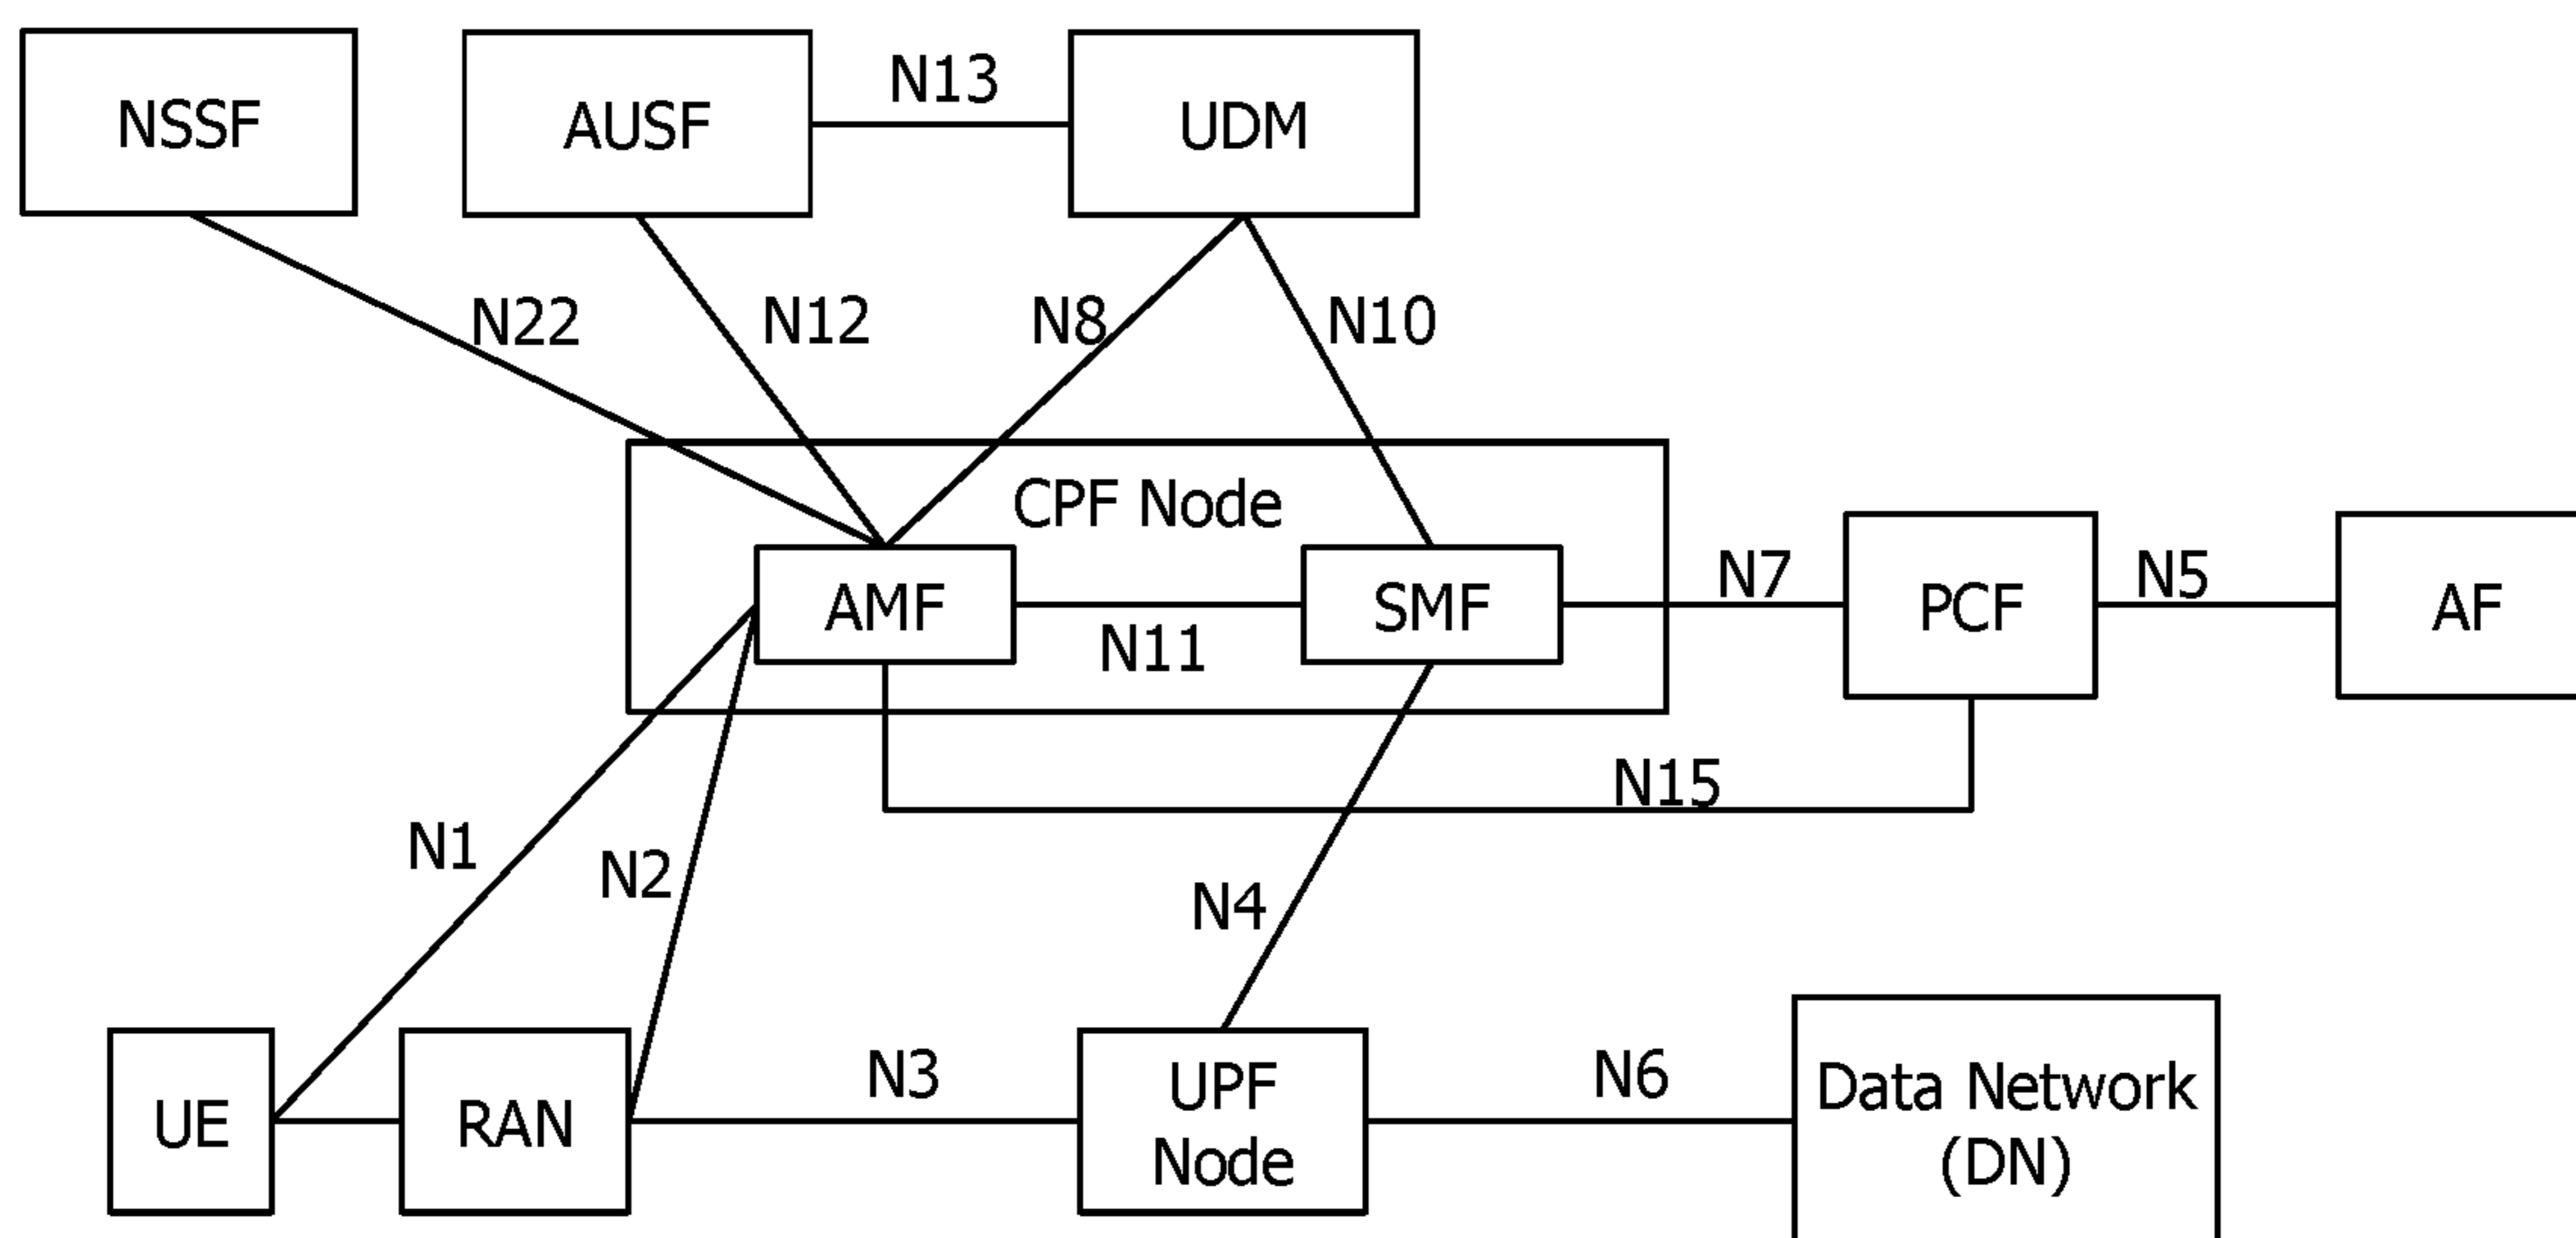 NSSF
AUSF
N13
UDM
N22
N12
N8
N10
CPF Node
AMF
N11
SMF
N7
PCF
N5
AF
N15
N1
N2
N4
UE
RAN
N3
UPF
Node
N6
Data Network
(DN)